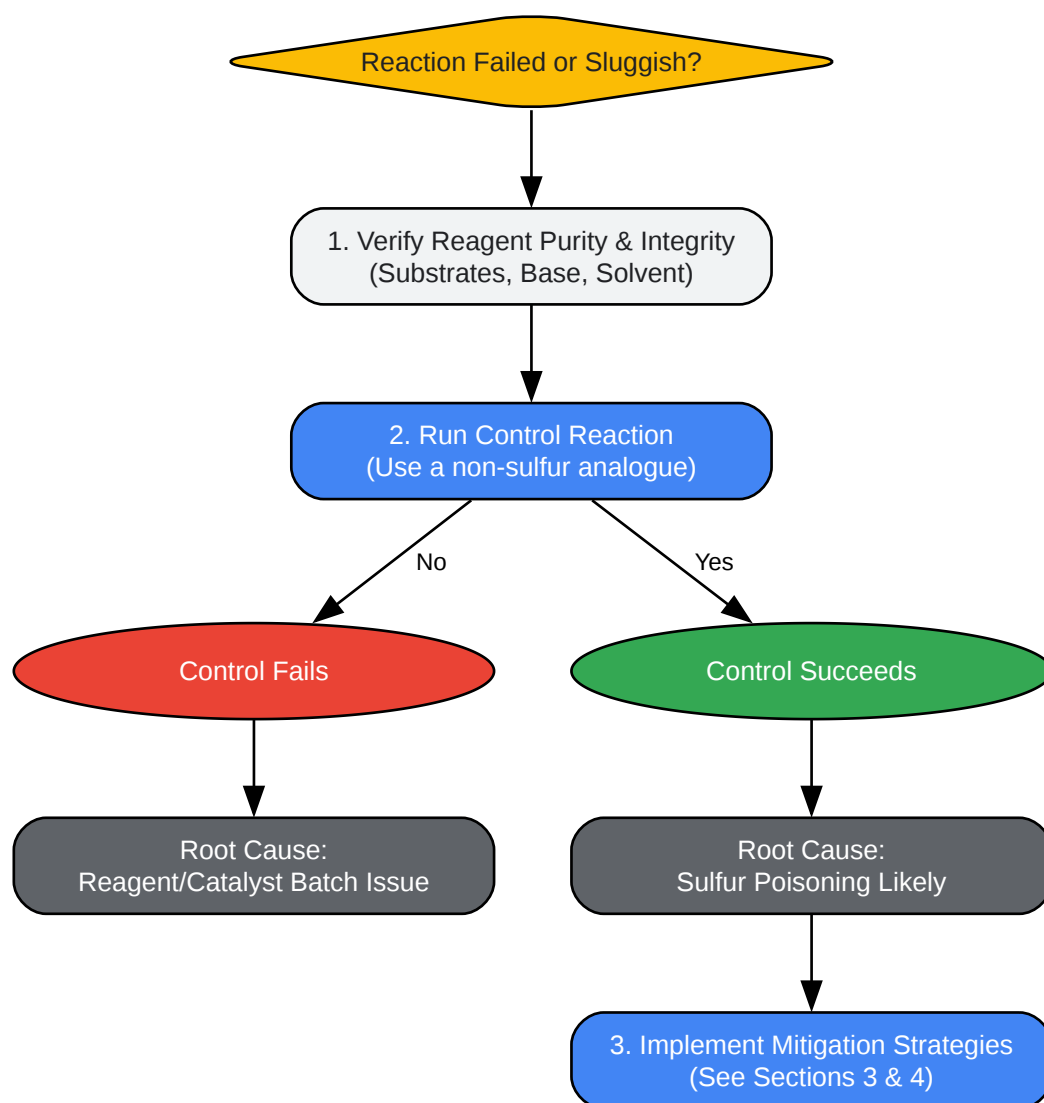 Reaction Failed or Sluggish?
1. Verify Reagent Purity & Integrity
(Substrates, Base, Solvent)
2. Run Control Reaction
(Use a non-sulfur analogue)
No
Yes
Control Fails
Control Succeeds
Root Cause:
Reagent/Catalyst Batch Issue
Root Cause:
Sulfur Poisoning Likely
3. Implement Mitigation Strategies
(See Sections 3 & 4)